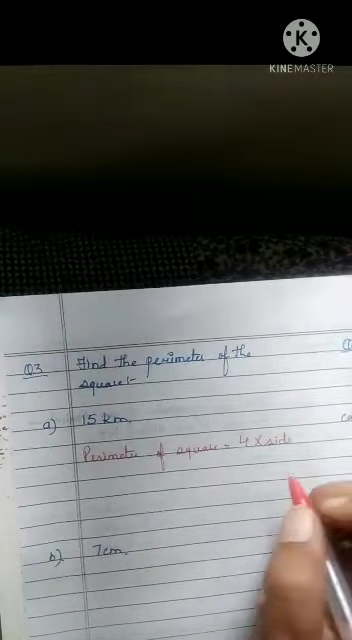 K
KINEMASTER
Q3 Find the perimeter of the
square:-
a) 15 km.
Perimeter of square = 4 X side
b) 7cm.